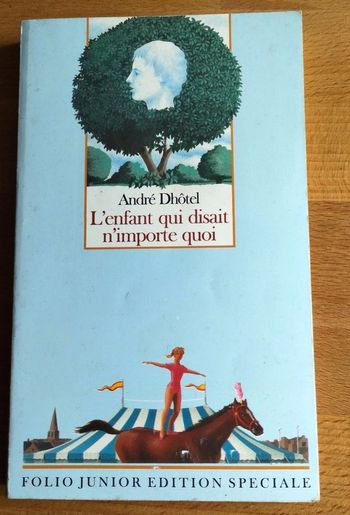 André Dhôtel
L'enfant qui disait
n'importe quoi
FOLIO JUNIOR EDITION SPECIALE